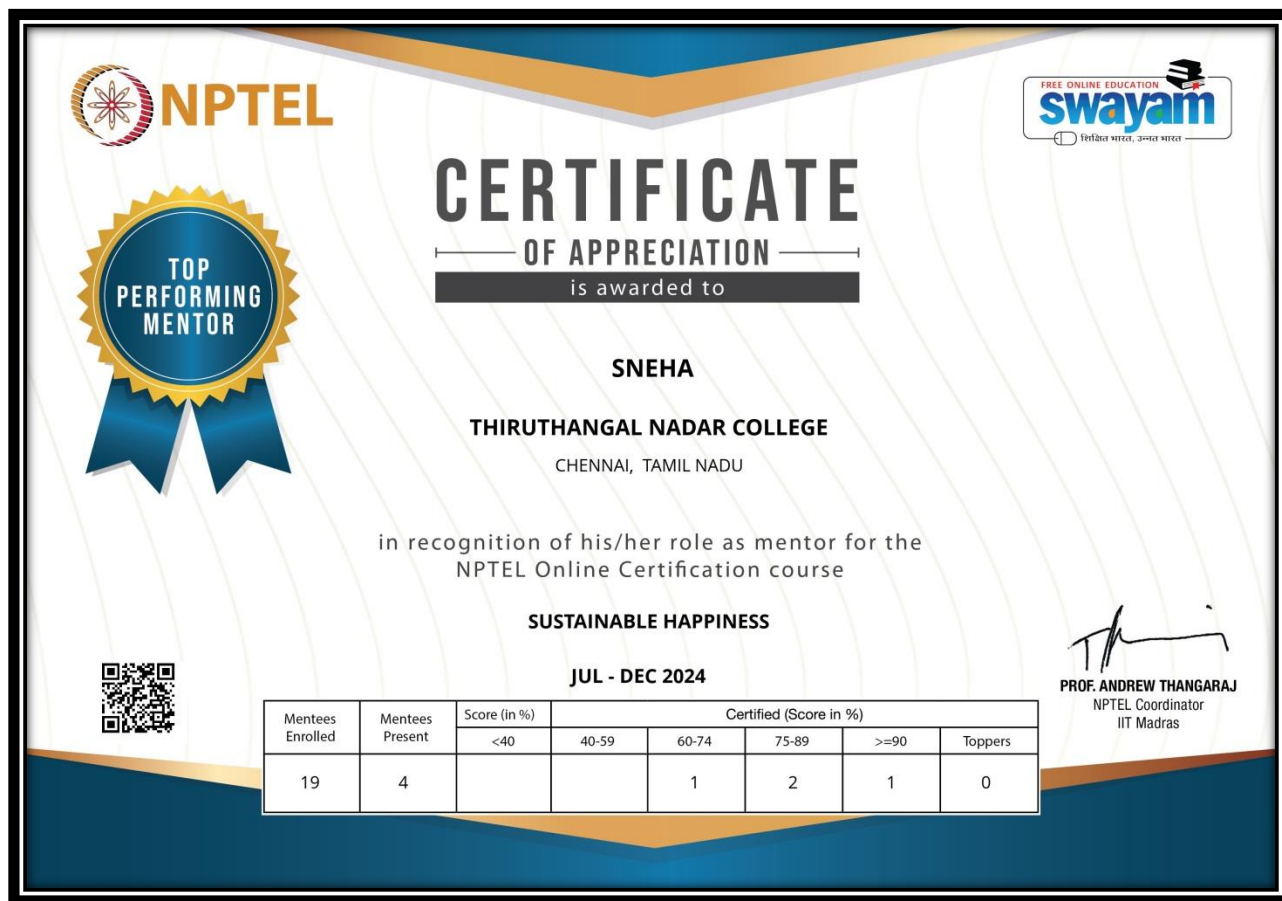 NPTEL
FREE ONLINE EDUCATION
swayam
शिक्षित भारत, उन्नत भारत
CERTIFICATE
OF APPRECIATION
is awarded to
TOP
PERFORMING
MENTOR
SNEHA
THIRUTHANGAL NADAR COLLEGE
CHENNAI, TAMIL NADU
in recognition of his/her role as mentor for the
NPTEL Online Certification course
SUSTAINABLE HAPPINESS
JUL - DEC 2024
PROF. ANDREW THANGARAJ
NPTEL Coordinator
IIT Madras
Mentees Enrolled Mentees Present Score (in %) Certified (Score in %)
<40 40-59 60-74 75-89 >=90 Toppers
19 4 1 2 1 0